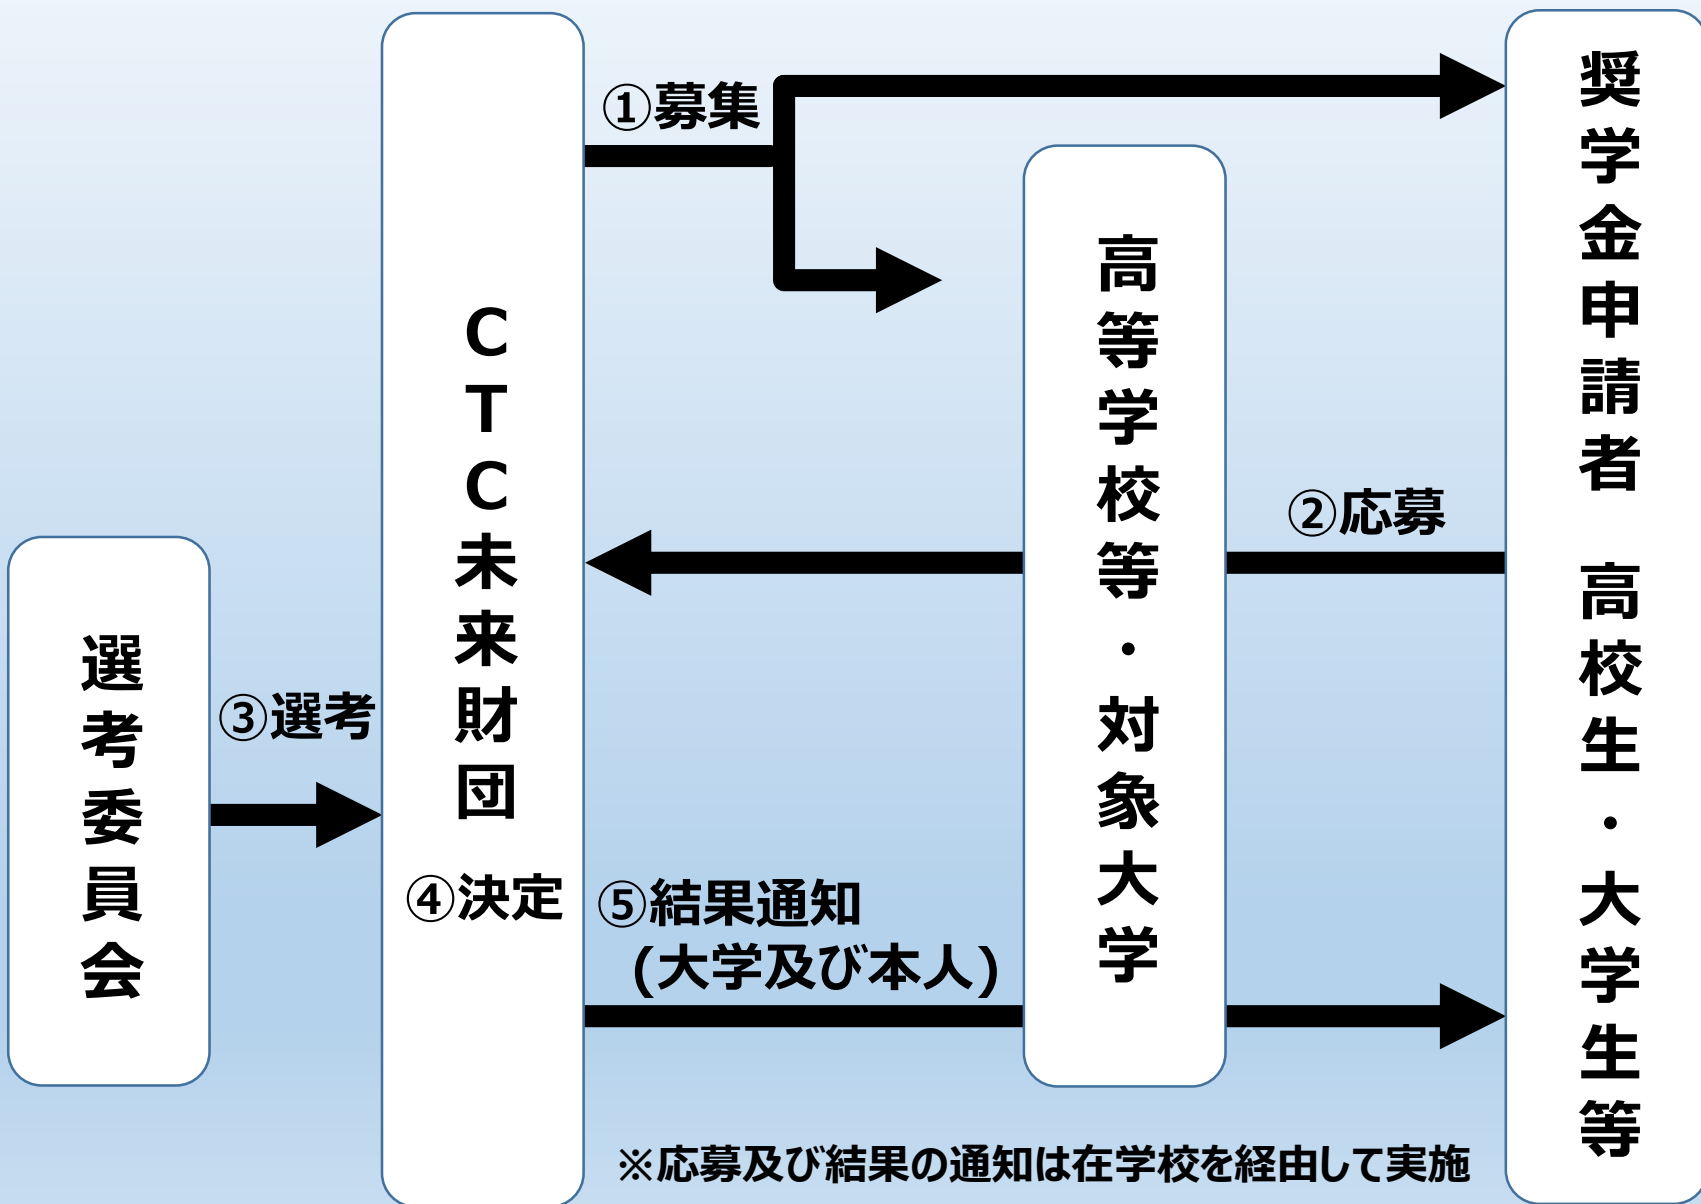 選考委員会
③選考
CTC未来財団
④決定
①募集
高等学校等・対象大学
②応募
⑤結果通知
(大学及び本人)
奨学金申請者 高校生・大学生等
※応募及び結果の通知は在学校を経由して実施